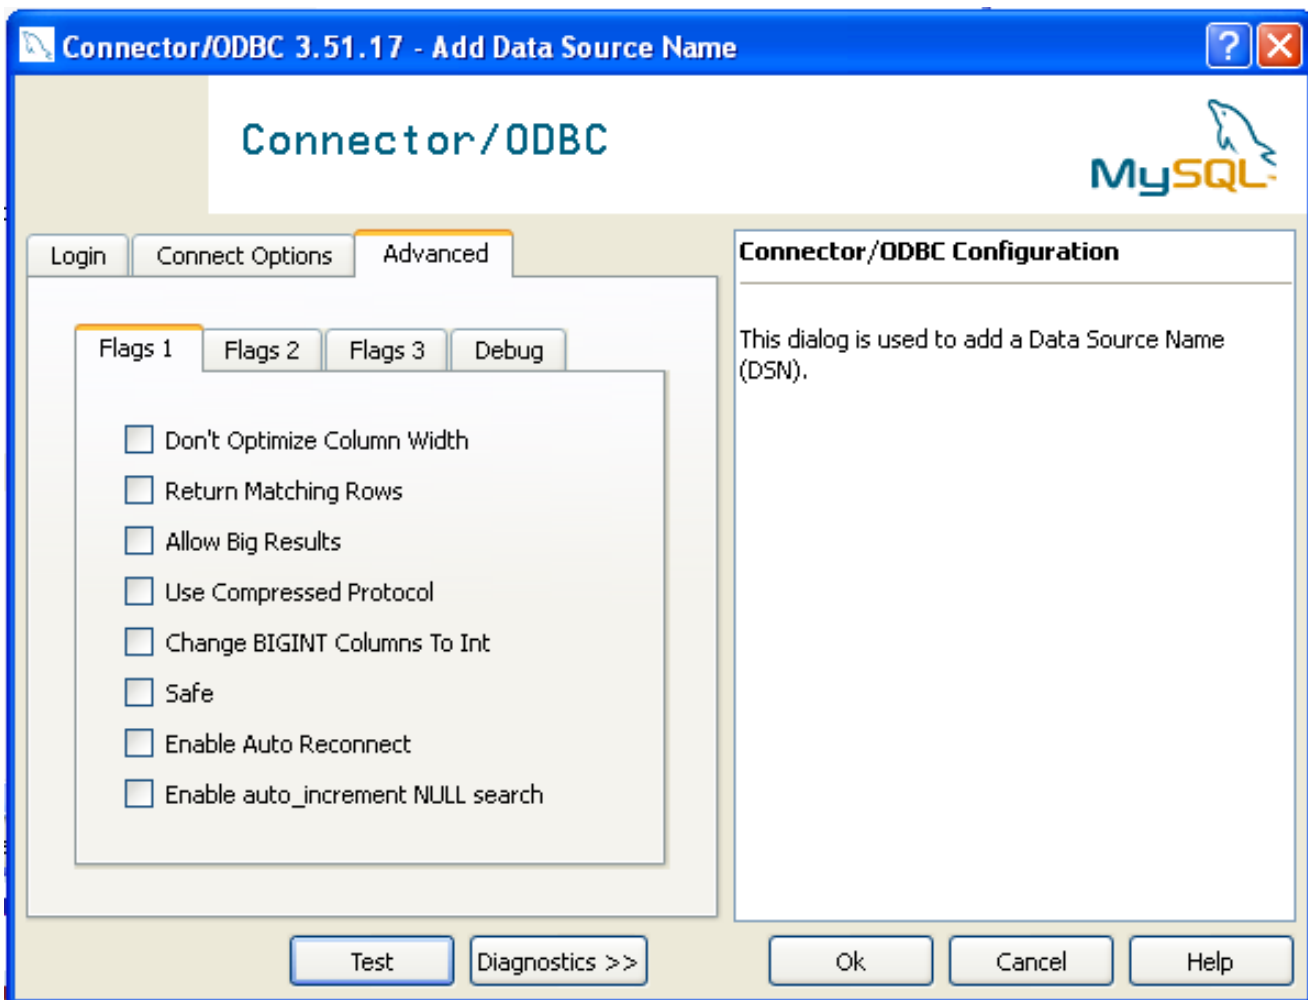 Connector/ODBC 3.51.17 - Add Data Source Name
?
Connector/ODBC
MySQL
Login
Connect Options
Advanced
Connector/ODBC Configuration
This dialog is used to add a Data Source Name
(DSN).
Flags 1
Flags 2
Flags 3
Debug
Don't Optimize Column Width
Return Matching Rows
Allow Big Results
Use Compressed Protocol
Change BIGINT Columns To Int
Safe
Enable Auto Reconnect
Enable auto_increment NULL search
Test
Diagnostics >>
Ok
Cancel
Help